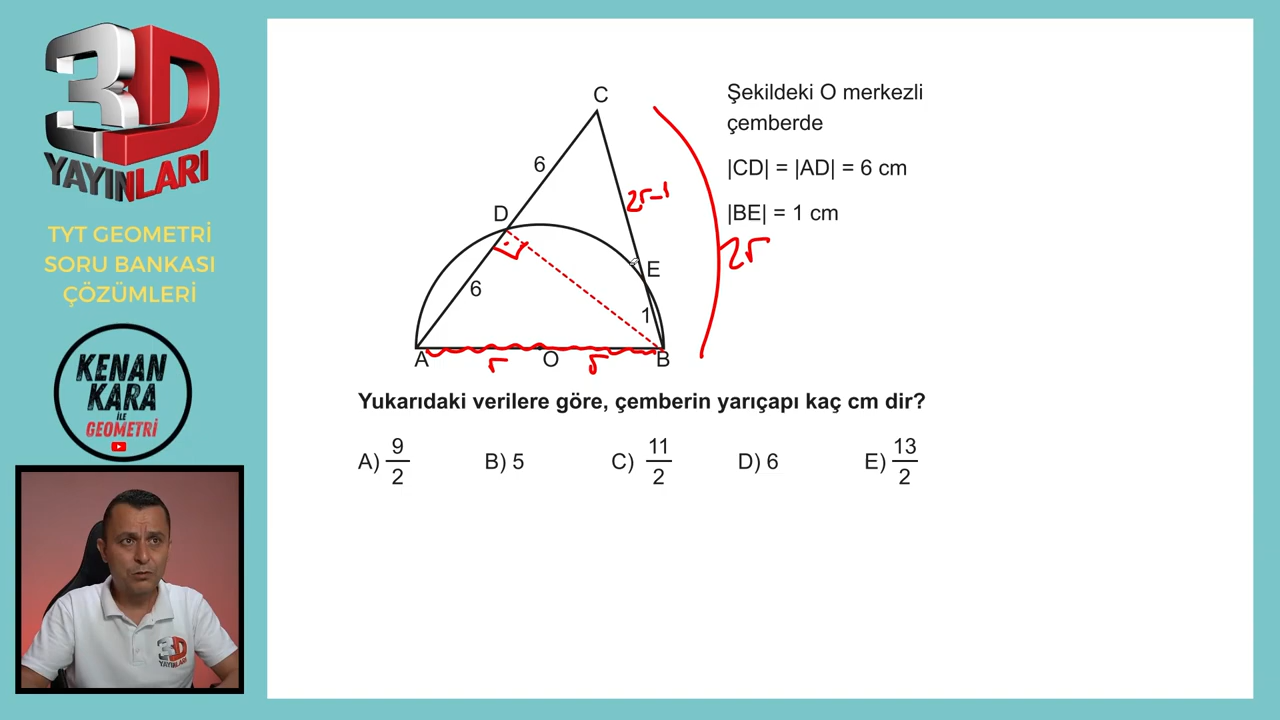 3D
YAYINLARI
TYT GEOMETRİ
SORU BANKASI
ÇÖZÜMLERİ
KENAN
KARA
İLE
GEOMETRİ
3D
YAYINLARI
C
6
D
6
E
1
A
O
B
2r-1
2r
r
r
Şekildeki O merkezli
çemberde
|CD| = |AD| = 6 cm
|BE| = 1 cm
Yukarıdaki verilere göre, çemberin yarıçapı kaç cm dir?
A) 9/2 B) 5 C) 11/2 D) 6 E) 13/2